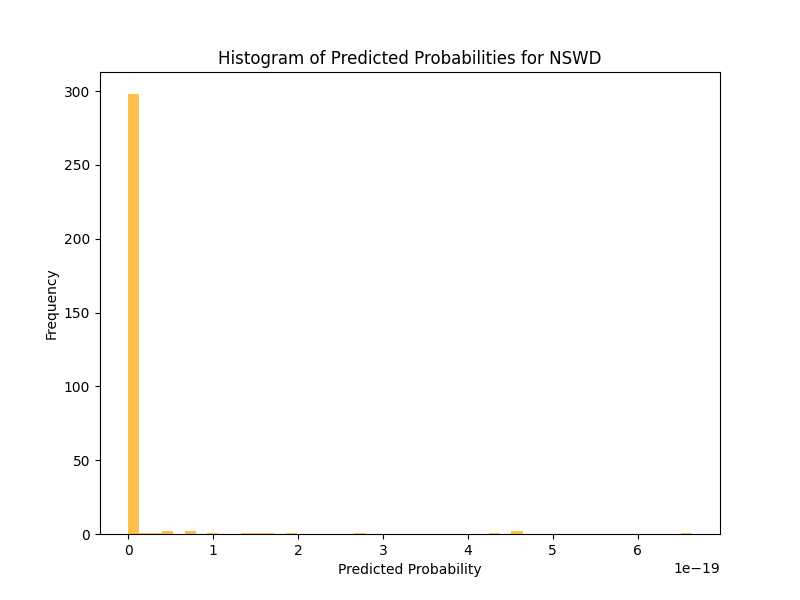 Histogram of Predicted Probabilities for NSWD
300
250
200
150
100
50
0
Frequency
0 1 2 3 4 5 6
1e−19
Predicted Probability